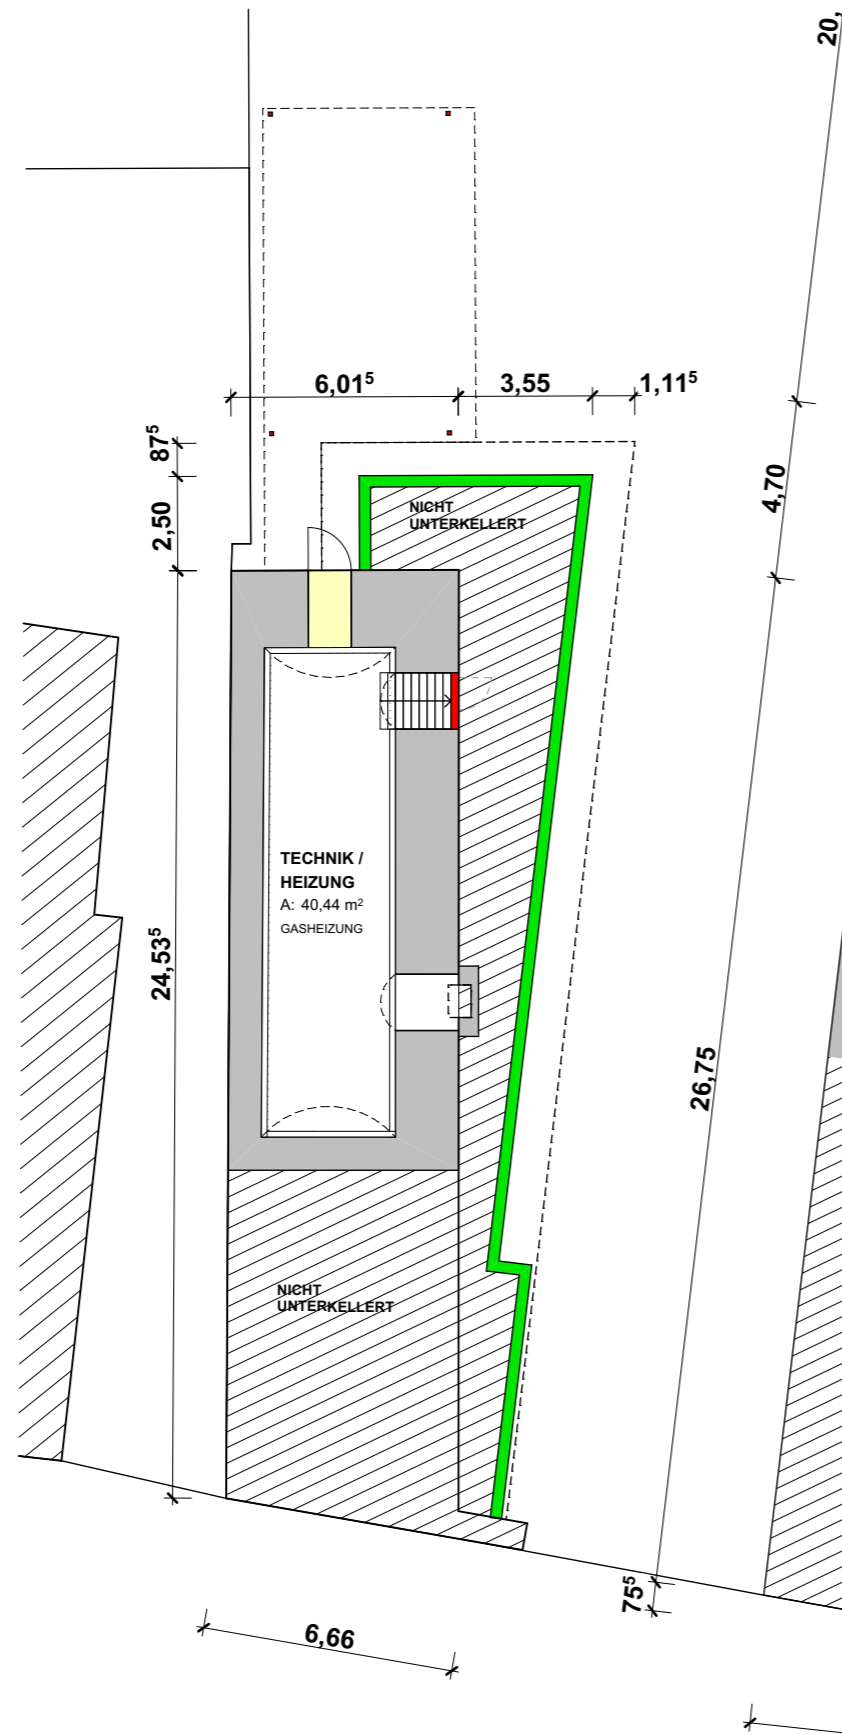 20,
6,01⁵
3,55
1,11⁵
87⁵
2,50
4,70
NICHT
UNTERKELLERT
TECHNIK /
HEIZUNG
A: 40,44 m²
GASHEIZUNG
24,53⁵
26,75
NICHT
UNTERKELLERT
75⁵
6,66